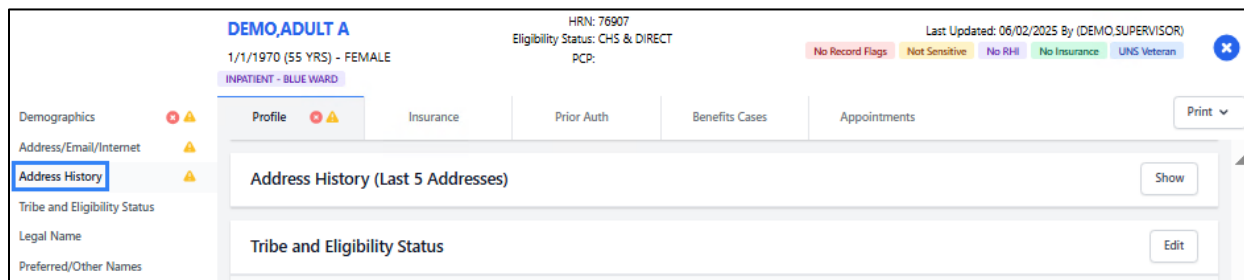 DEMO,ADULT A
1/1/1970 (55 YRS) - FEMALE
INPATIENT - BLUE WARD
HRN: 76907
Eligibility Status: CHS & DIRECT
PCP:
Last Updated: 06/02/2025 By (DEMO,SUPERVISOR)
No Record Flags Not Sensitive No RHI No Insurance UNS Veteran
Demographics
Address/Email/Internet
Address History
Tribe and Eligibility Status
Legal Name
Preferred/Other Names
Profile Insurance Prior Auth Benefits Cases Appointments
Print
Address History (Last 5 Addresses)
Show
Tribe and Eligibility Status
Edit